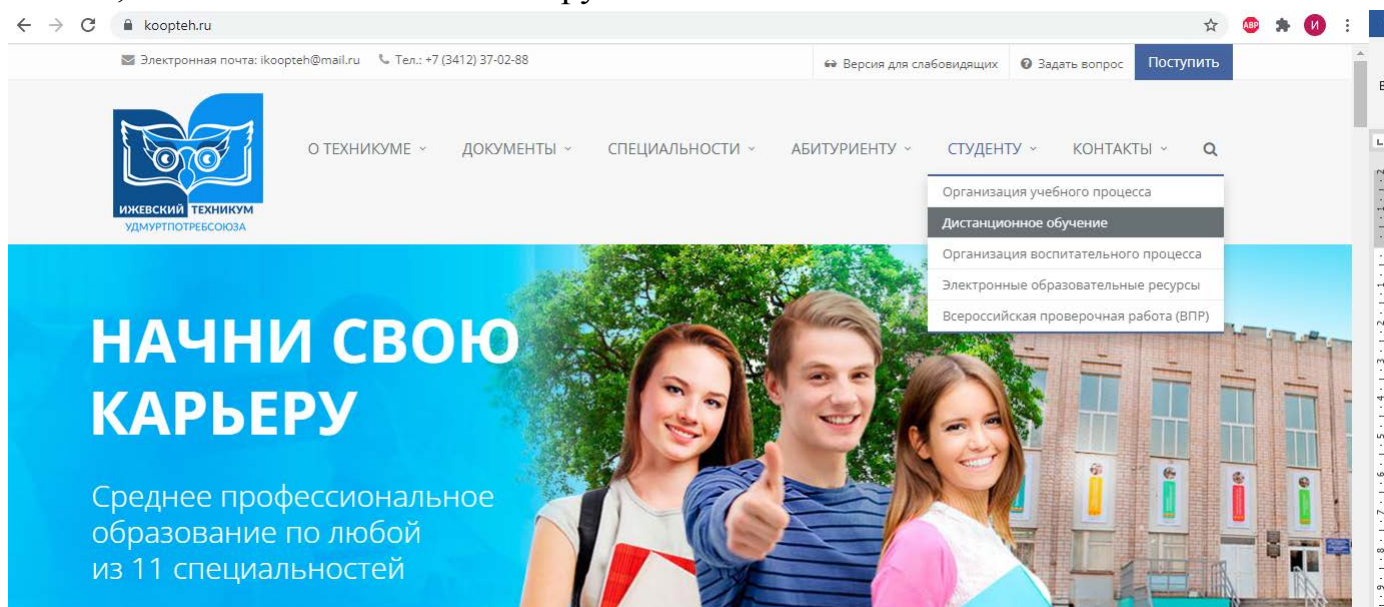 koopteh.ru
ABP
И
Электронная почта: ikoopteh@mail.ru Тел.: +7 (3412) 37-02-88
Версия для слабовидящих Задать вопрос Поступить
О ТЕХНИКУМЕ ДОКУМЕНТЫ СПЕЦИАЛЬНОСТИ АБИТУРИЕНТУ СТУДЕНТУ КОНТАКТЫ
ИЖЕВСКИЙ ТЕХНИКУМ
УДМУРТПОТРЕБСОЮЗА
Организация учебного процесса
Дистанционное обучение
Организация воспитательного процесса
Электронные образовательные ресурсы
Всероссийская проверочная работа (ВПР)
НАЧНИ СВОЮ
КАРЬЕРУ
Среднее профессиональное
образование по любой
из 11 специальностей